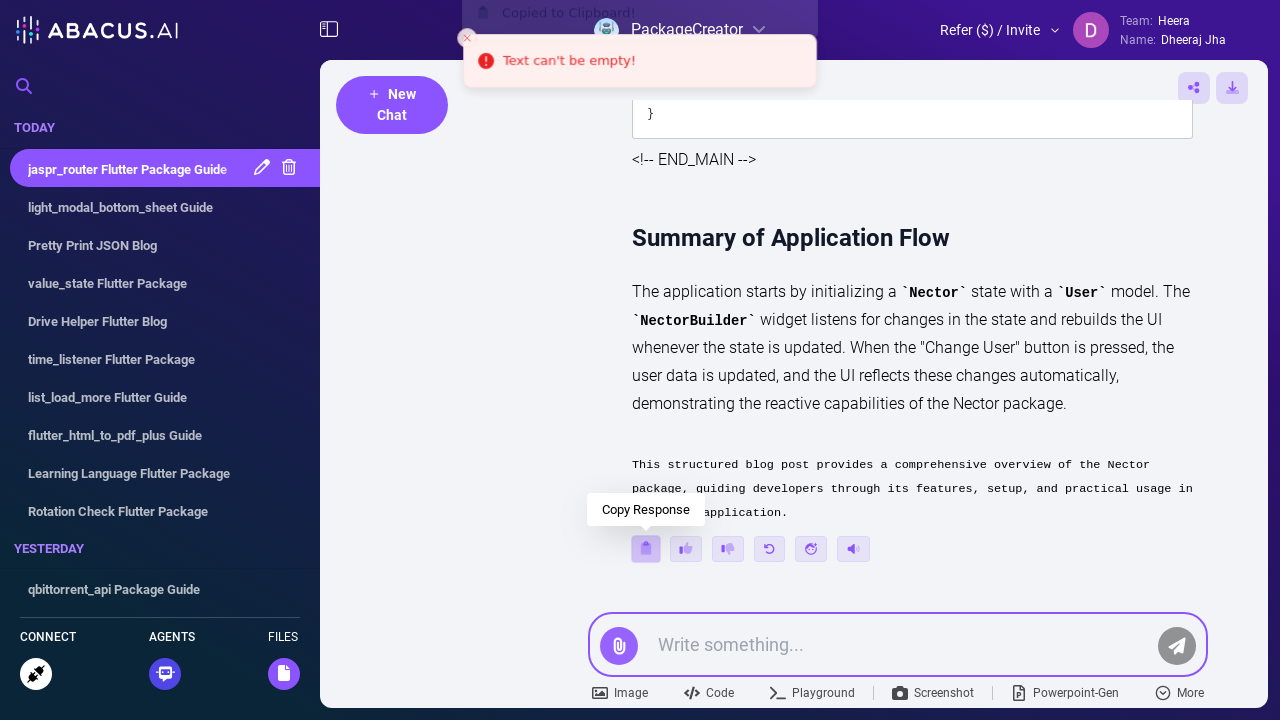 ABACUS.AI
Copied to Clipboard!
PackageCreator
Text can't be empty!
Refer ($) / Invite
D
Team: Heera
Name: Dheeraj Jha
TODAY
jaspr_router Flutter Package Guide
light_modal_bottom_sheet Guide
Pretty Print JSON Blog
value_state Flutter Package
Drive Helper Flutter Blog
time_listener Flutter Package
list_load_more Flutter Guide
flutter_html_to_pdf_plus Guide
Learning Language Flutter Package
Rotation Check Flutter Package
YESTERDAY
qbittorrent_api Package Guide
CONNECT
AGENTS
FILES
+ New
Chat
}
<!-- END_MAIN -->
Summary of Application Flow
The application starts by initializing a `Nector` state with a `User` model. The
`NectorBuilder` widget listens for changes in the state and rebuilds the UI
whenever the state is updated. When the "Change User" button is pressed, the
user data is updated, and the UI reflects these changes automatically,
demonstrating the reactive capabilities of the Nector package.
This structured blog post provides a comprehensive overview of the Nector
package, guiding developers through its features, setup, and practical usage in
application.
Copy Response
Write something...
Image
Code
Playground
Screenshot
Powerpoint-Gen
More